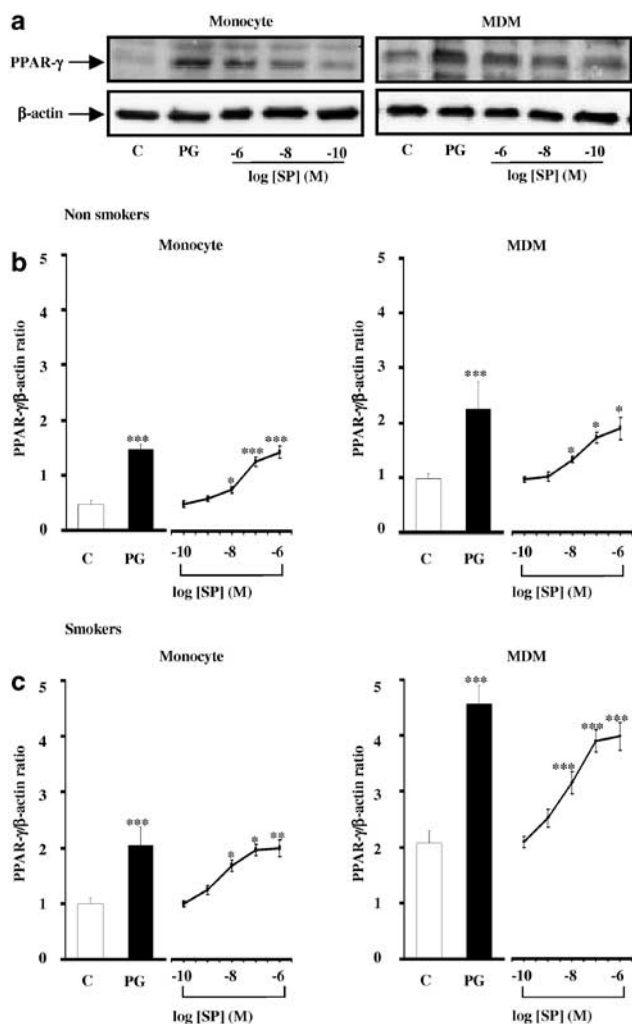 a
Monocyte MDM
PPAR-γ
β-actin
C PG -6 -8 -10 C PG -6 -8 -10
log [SP] (M) log [SP] (M)
Non smokers
b
Monocyte MDM
PPAR-γ/β-actin ratio PPAR-γ/β-actin ratio
5 5
4 4
3 3
*** 
2 2
*** *** *** * * *
*
1 1
0 0
C PG -10 -8 -6 C PG -10 -8 -6
log [SP] (M) log [SP] (M)
Smokers
c
Monocyte MDM
PPAR-γ/β-actin ratio PPAR-γ/β-actin ratio
***
5 5
*** *** ***
4 4
3 3
*** * * **
2 2
1 1
0 0
C PG -10 -8 -6 C PG -10 -8 -6
log [SP] (M) log [SP] (M)